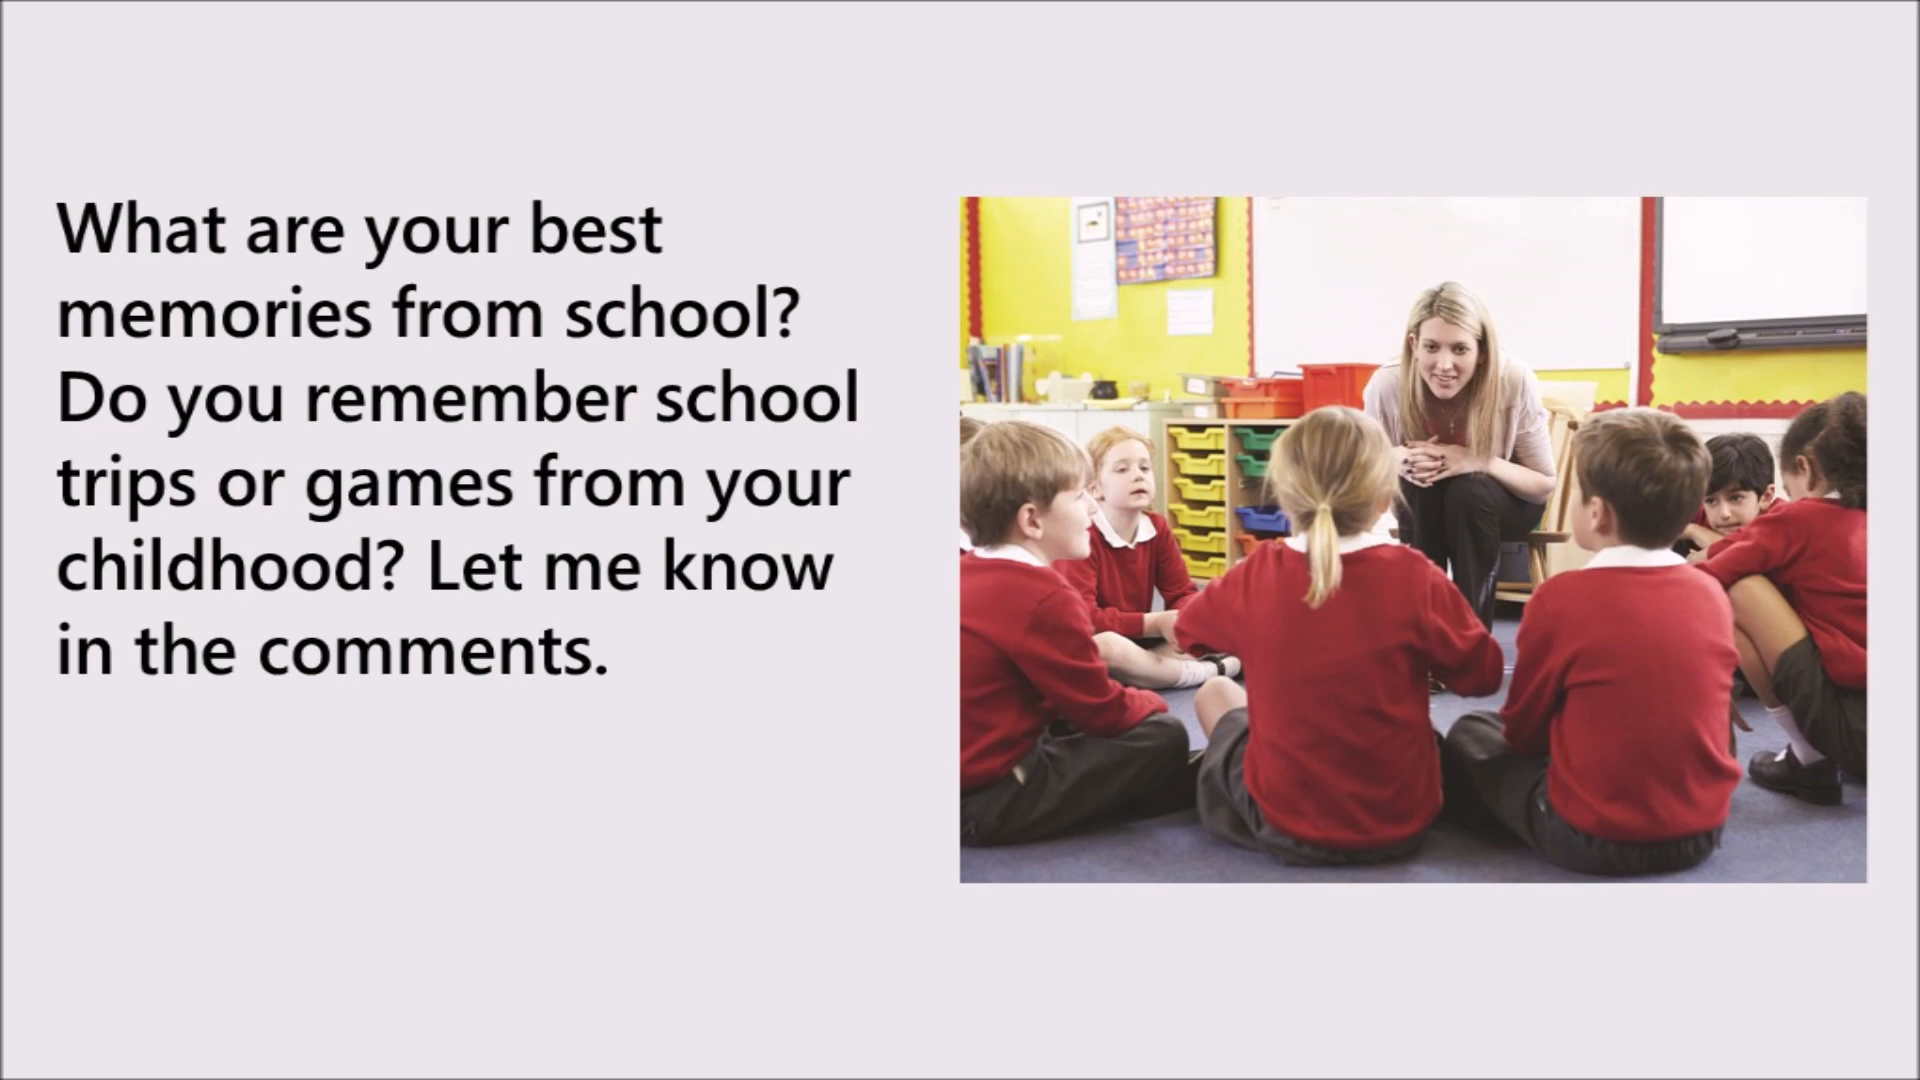 What are your best
memories from school?
Do you remember school
trips or games from your
childhood? Let me know
in the comments.